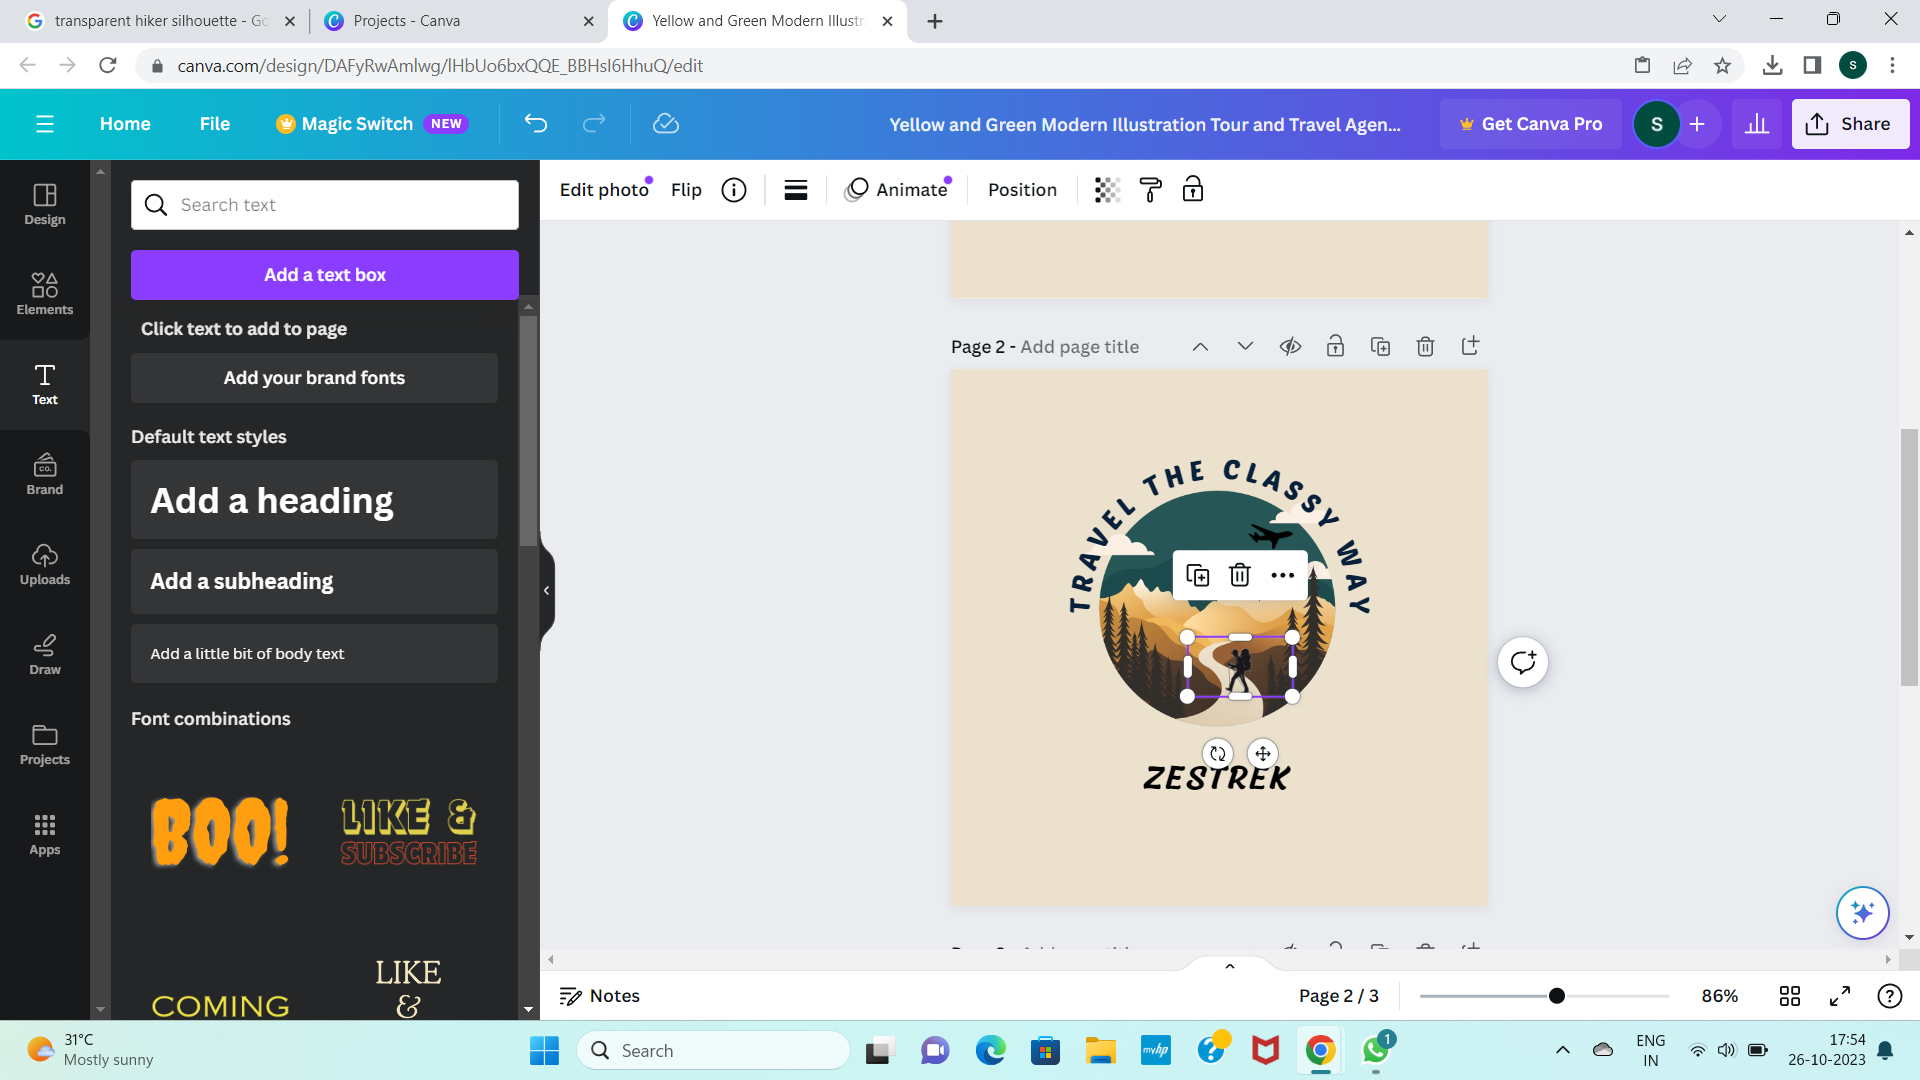 transparent hiker silhouette - Go
Projects - Canva
Yellow and Green Modern Illustr
canva.com/design/DAFyRwAmlwg/lHbUo6bxQQE_BBHsI6HhuQ/edit
S
Home
File
Magic Switch NEW
Yellow and Green Modern Illustration Tour and Travel Agen...
Get Canva Pro
S
Share
Design
Elements
Text
Brand
CO.
Uploads
Draw
Projects
Apps
Search text
Add a text box
Click text to add to page
Add your brand fonts
Default text styles
Add a heading
Add a subheading
Add a little bit of body text
Font combinations
BOO!
LIKE &
SUBSCRIBE
COMING
LIKE
&
Edit photo
Flip
Animate
Position
Page 2 - Add page title
TRAVEL THE CLASSY WAY
ZESTREK
Notes
Page 2 / 3
86%
31°C
Mostly sunny
Search
myhp
1
ENG
IN
17:54
26-10-2023